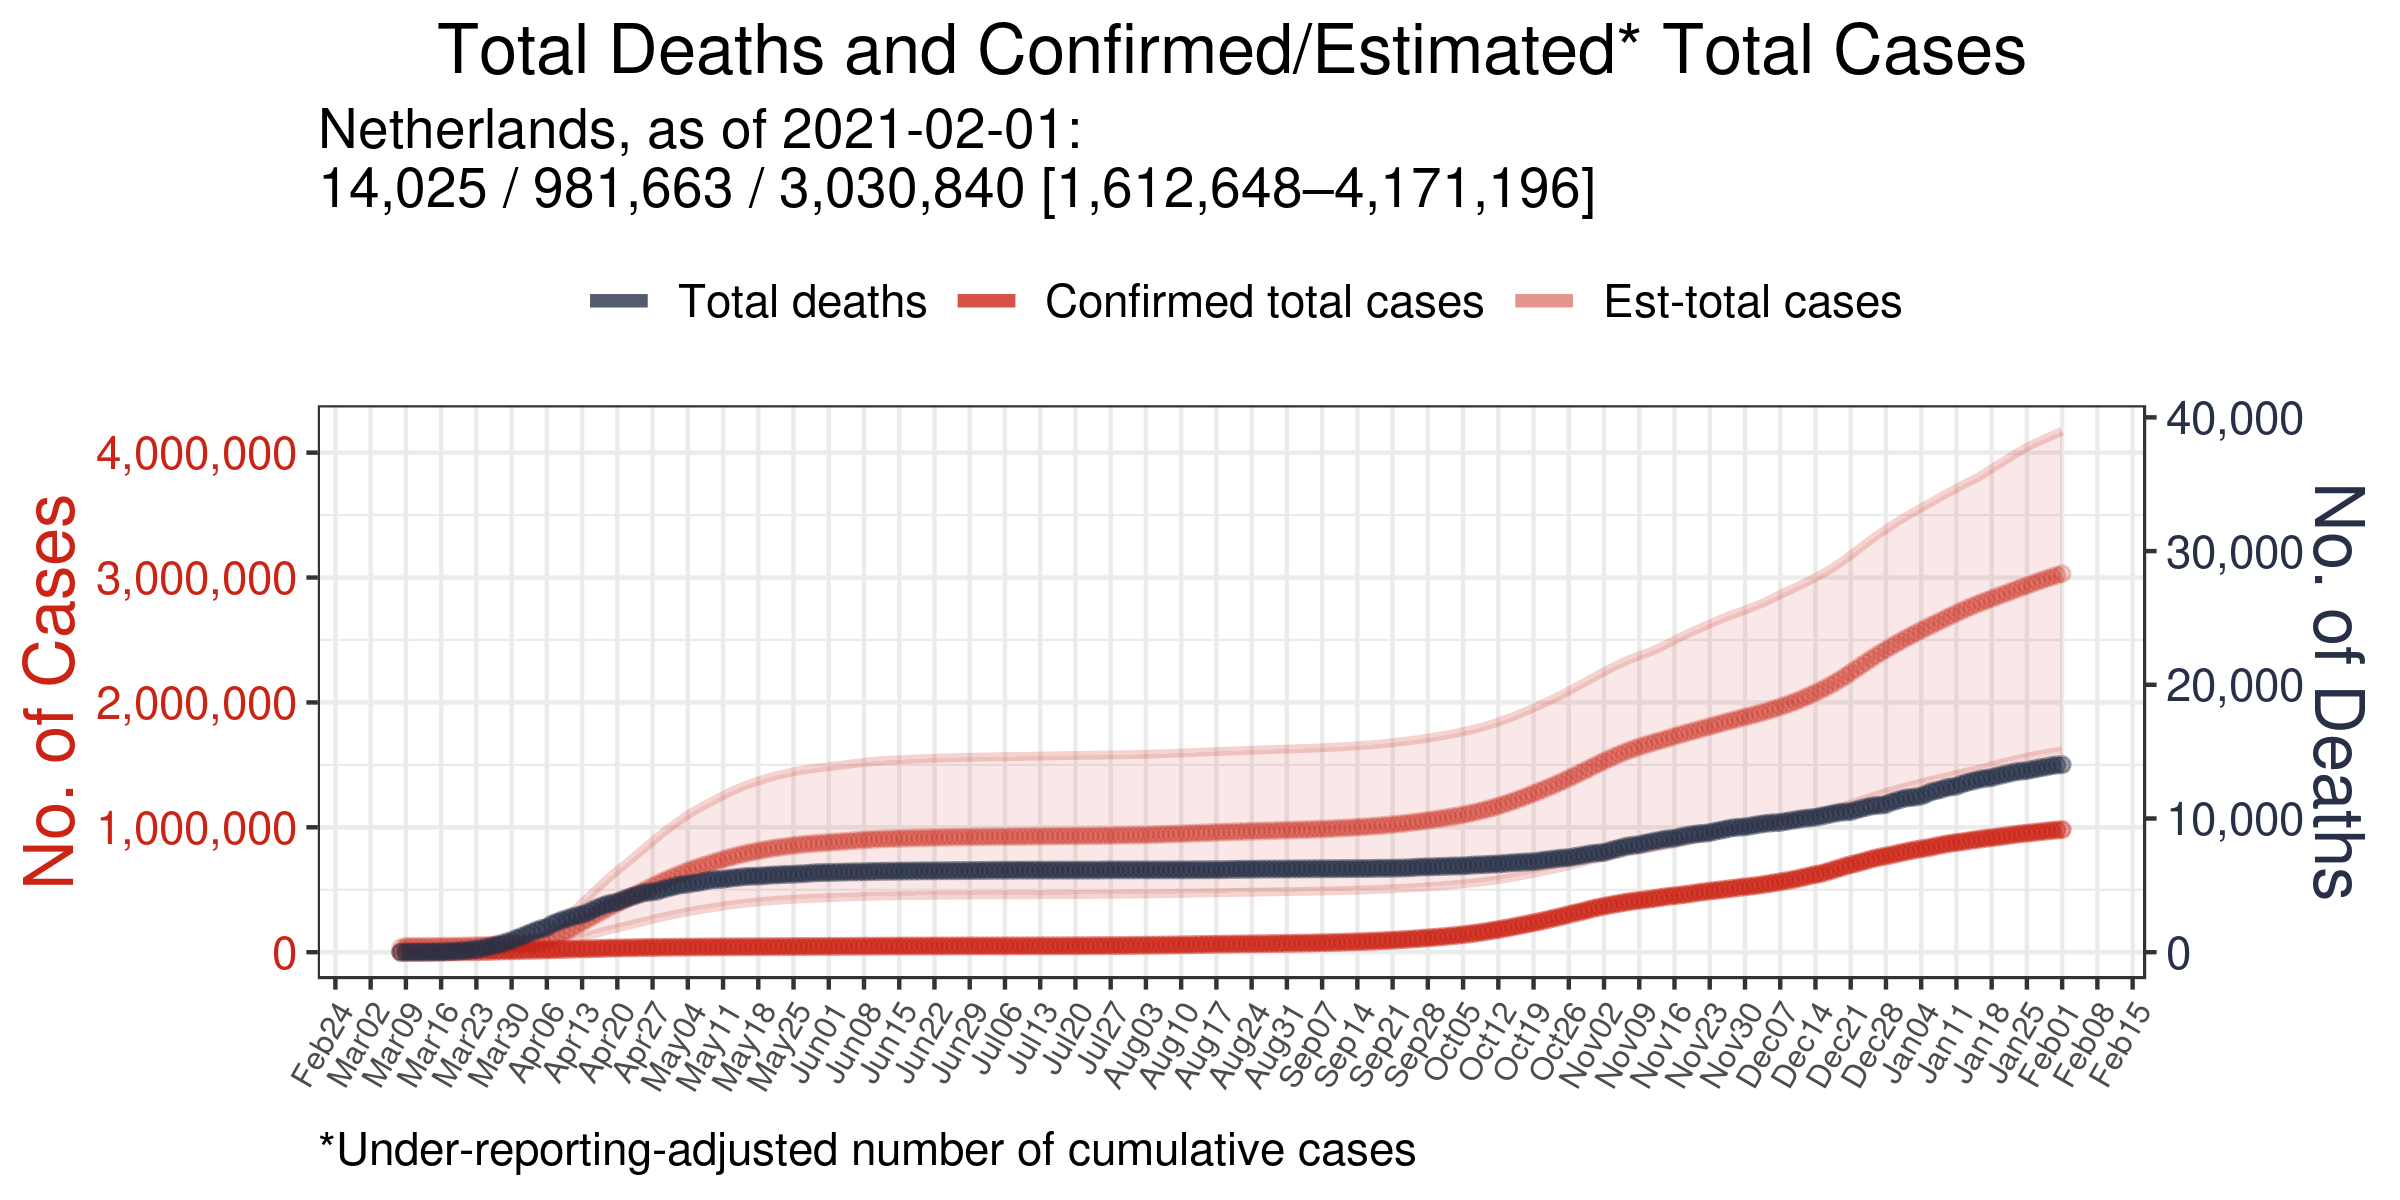 Total Deaths and Confirmed/Estimated* Total Cases
Netherlands, as of 2021-02-01:
14,025 / 981,663 / 3,030,840 [1,612,648–4,171,196]
Total deaths
Confirmed total cases
Est-total cases
No. of Cases
4,000,000
3,000,000
2,000,000
1,000,000
0
40,000
30,000
20,000
10,000
0
No. of Deaths
Feb24
Mar02
Mar09
Mar16
Mar23
Mar30
Apr06
Apr13
Apr20
Apr27
May04
May11
May18
May25
Jun01
Jun08
Jun15
Jun22
Jun29
Jul06
Jul13
Jul20
Jul27
Aug03
Aug10
Aug17
Aug24
Aug31
Sep07
Sep14
Sep21
Sep28
Oct05
Oct12
Oct19
Oct26
Nov02
Nov09
Nov16
Nov23
Nov30
Dec07
Dec14
Dec21
Dec28
Jan04
Jan11
Jan18
Jan25
Feb01
Feb08
Feb15
*Under-reporting-adjusted number of cumulative cases